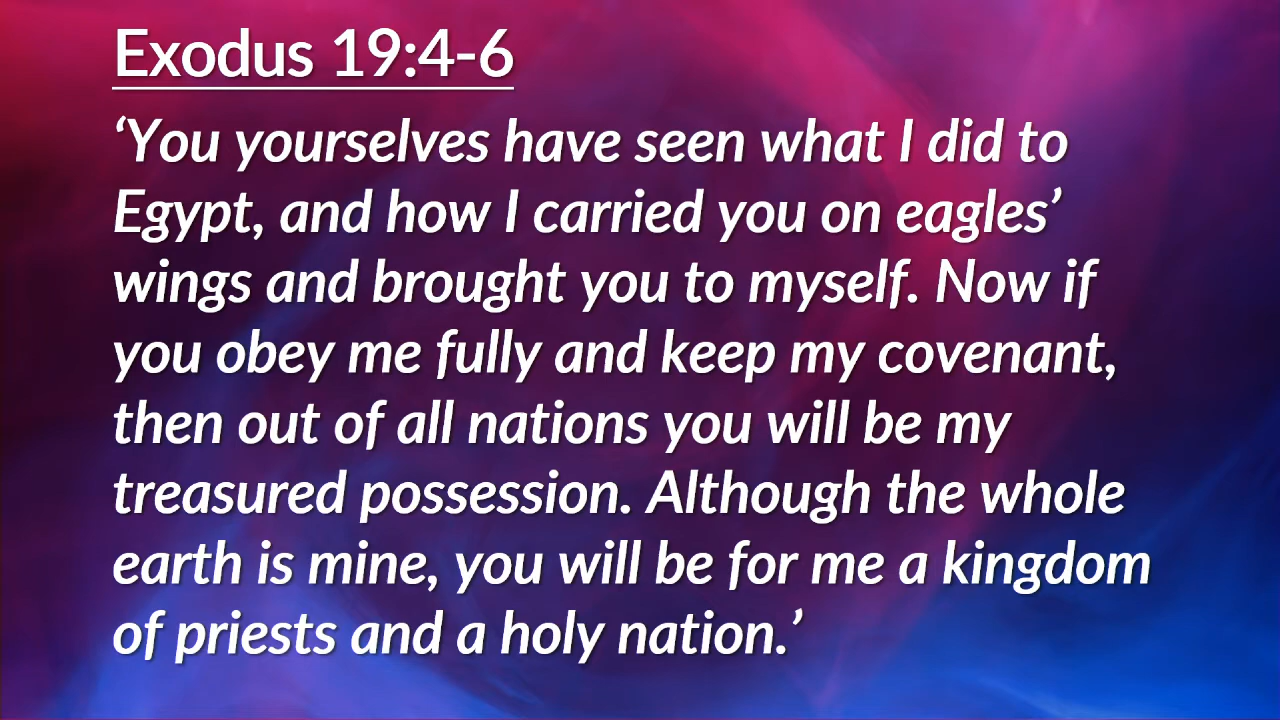 Exodus 19:4-6
‘You yourselves have seen what I did to
Egypt, and how I carried you on eagles’
wings and brought you to myself. Now if
you obey me fully and keep my covenant,
then out of all nations you will be my
treasured possession. Although the whole
earth is mine, you will be for me a kingdom
of priests and a holy nation.’